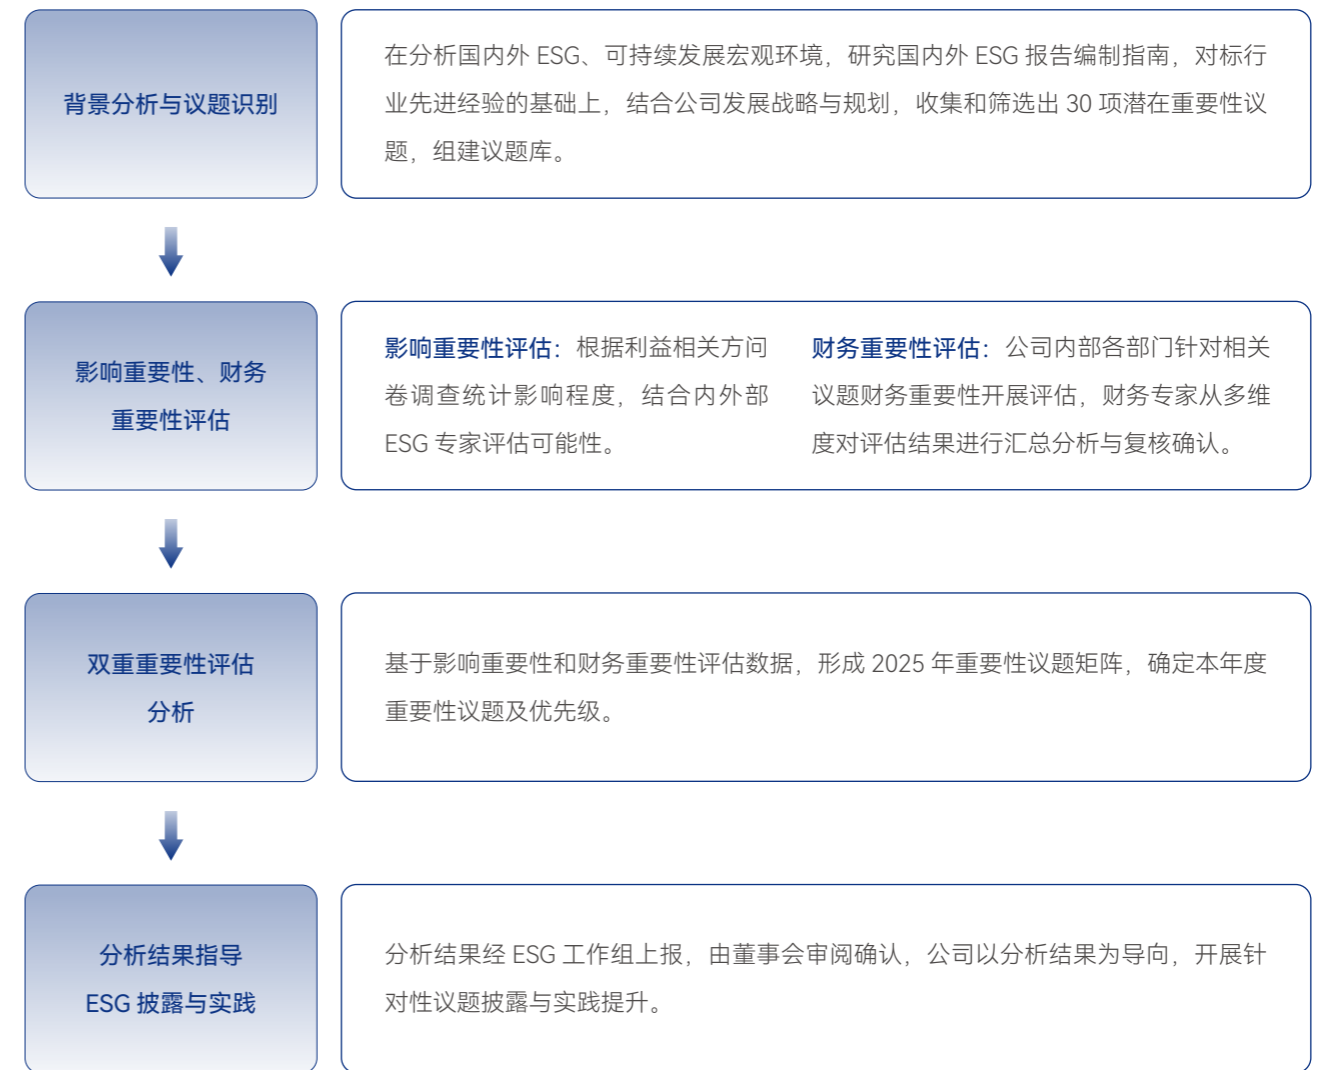 背景分析与议题识别
在分析国内外 ESG、可持续发展宏观环境，研究国内外 ESG 报告编制指南，对标行
业先进经验的基础上，结合公司发展战略与规划，收集和筛选出 30 项潜在重要性议
题，组建议题库。
影响重要性、财务
重要性评估
影响重要性评估：根据利益相关方问
卷调查统计影响程度，结合内外部
ESG 专家评估可能性。
财务重要性评估：公司内部各部门针对相关
议题财务重要性开展评估，财务专家从多维
度对评估结果进行汇总分析与复核确认。
双重重要性评估
分析
基于影响重要性和财务重要性评估数据，形成 2025 年重要性议题矩阵，确定本年度
重要性议题及优先级。
分析结果指导
ESG 披露与实践
分析结果经 ESG 工作组上报，由董事会审阅确认，公司以分析结果为导向，开展针
对性议题披露与实践提升。